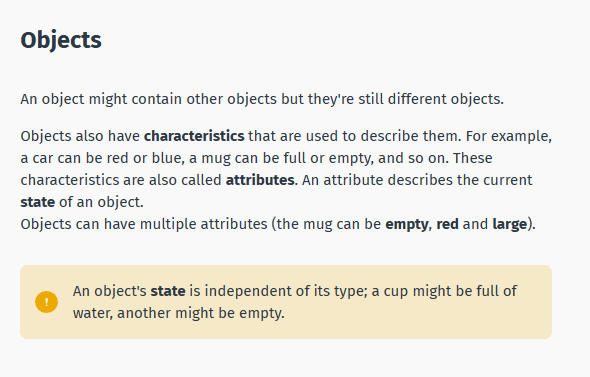 Objects
An object might contain other objects but they're still different objects.
Objects also have characteristics that are used to describe them. For example,
a car can be red or blue, a mug can be full or empty, and so on. These
characteristics are also called attributes. An attribute describes the current
state of an object.
Objects can have multiple attributes (the mug can be empty, red and large).
!
An object's state is independent of its type; a cup might be full of
water, another might be empty.